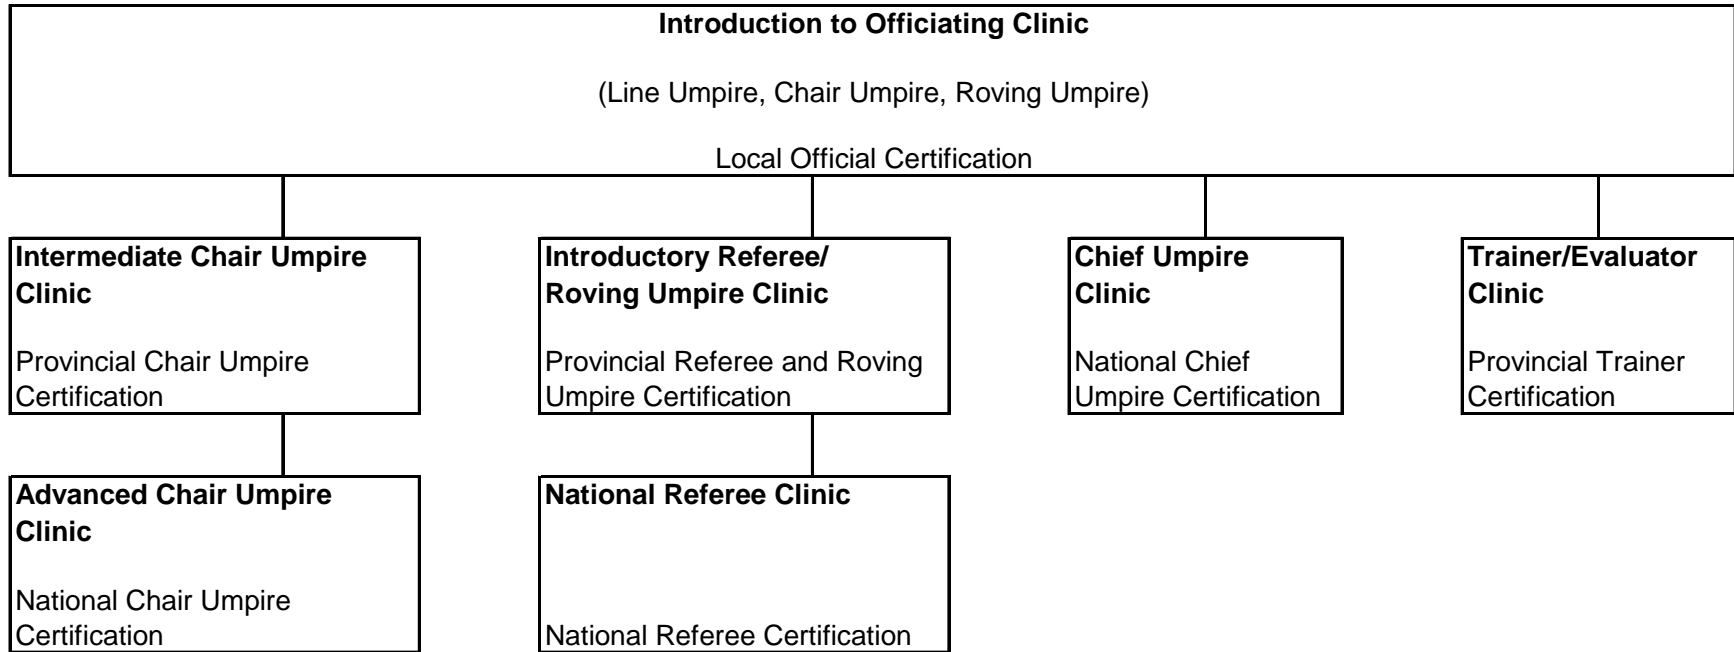 Introduction to Officiating Clinic
(Line Umpire, Chair Umpire, Roving Umpire)
Local Official Certification
Intermediate Chair Umpire
Clinic
Provincial Chair Umpire
Certification
Introductory Referee/
Roving Umpire Clinic
Provincial Referee and Roving
Umpire Certification
Chief Umpire
Clinic
National Chief
Umpire Certification
Trainer/Evaluator
Clinic
Provincial Trainer
Certification
Advanced Chair Umpire
Clinic
National Chair Umpire
Certification
National Referee Clinic
National Referee Certification